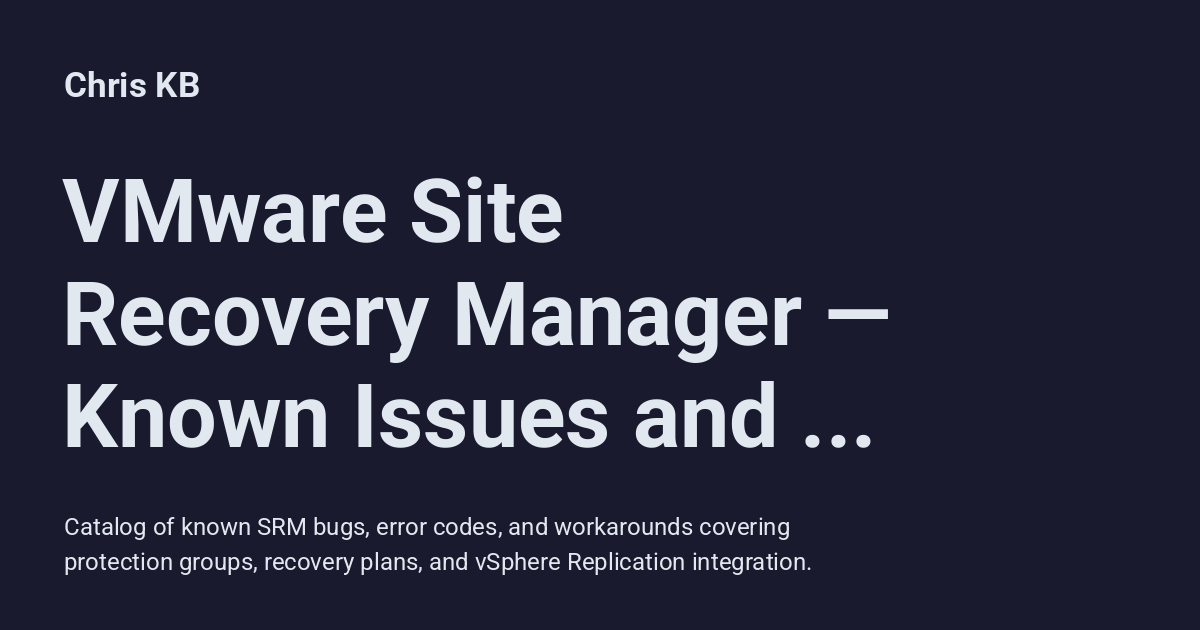 Chris KB
VMware Site
Recovery Manager —
Known Issues and ...
Catalog of known SRM bugs, error codes, and workarounds covering
protection groups, recovery plans, and vSphere Replication integration.